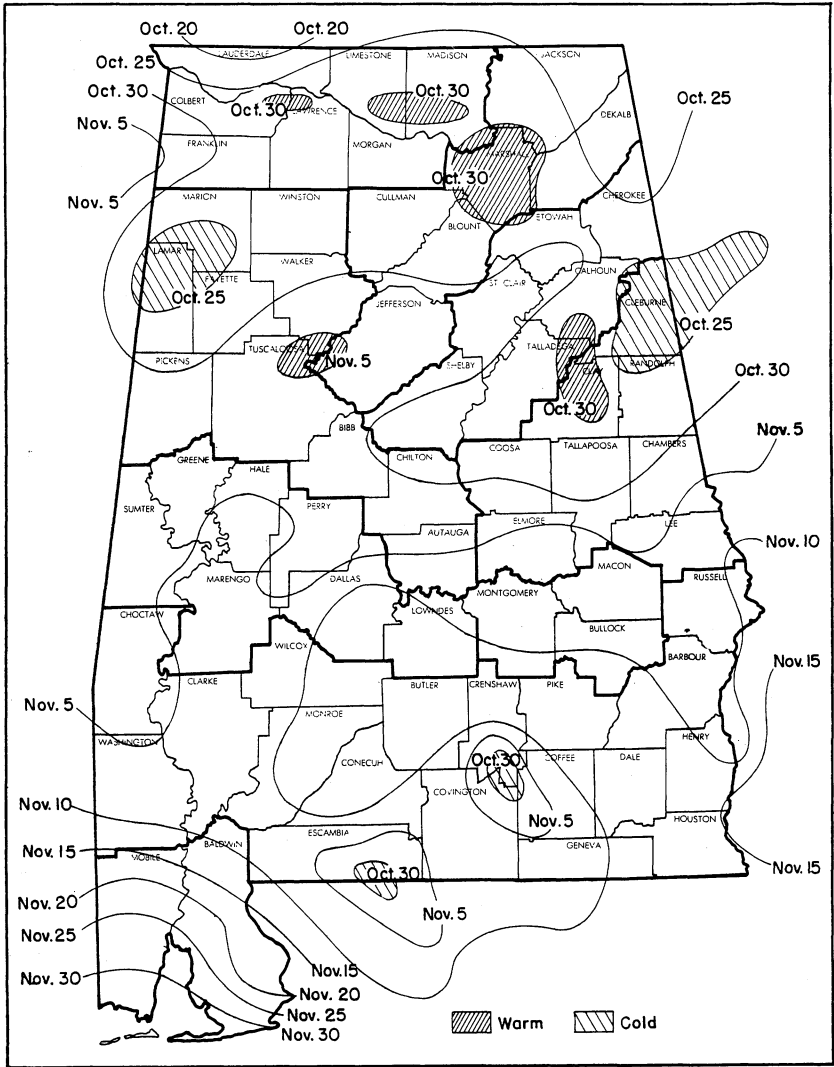 Oct. 20
Oct. 20
LAUDERDALE
LIMESTONE
MADISON
JACKSON
Oct. 25
Oct. 30
Oct. 30
Oct. 25
COLBERT
Oct. 30
LAWRENCE
DEKALB
Nov. 5
FRANKLIN
MORGAN
MARSHALL
Oct. 30
Nov. 5
MARION
WINSTON
CULLMAN
CHEROKEE
ETOWAH
BLOUNT
LAMAR
WALKER
FAYETTE
ST. CLAIR
CALHOUN
Oct. 25
JEFFERSON
CLEBURNE
Oct. 25
TUSCALOOSA
Nov. 5
TALLADEGA
PICKENS
SHELBY
CLAY
RANDOLPH
Oct. 30
Oct. 30
BIBB
Nov. 5
COOSA
TALLAPOOSA
CHAMBERS
GREENE
HALE
CHILTON
SUMTER
PERRY
ELMORE
LEE
AUTAUGA
Nov. 10
MARENGO
DALLAS
MACON
RUSSELL
MONTGOMERY
CHOCTAW
LOWNDES
BULLOCK
WILCOX
BARBOUR
Nov. 15
CLARKE
BUTLER
CRENSHAW
PIKE
Nov. 5
MONROE
WASHINGTON
HENRY
CONECUH
Oct. 30
COFFEE
DALE
COVINGTON
Nov. 10
Nov. 5
HOUSTON
ESCAMBIA
BALDWIN
GENEVA
Nov. 15
MOBILE
Nov. 15
Oct. 30
Nov. 20
Nov. 5
Nov. 25
Nov. 15
Nov. 30
Nov. 20
Nov. 25
Nov. 30
Warm
Cold